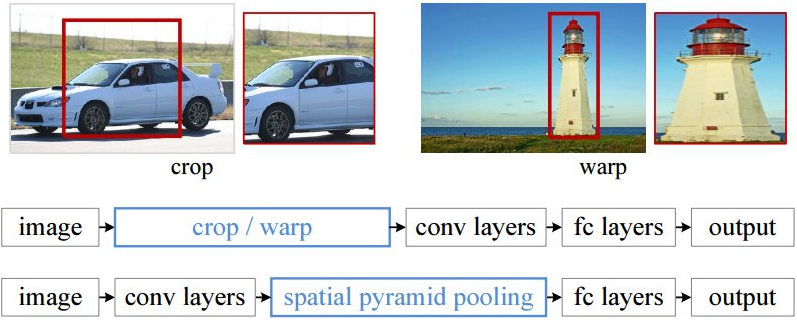 crop
warp
image
crop / warp
conv layers
fc layers
output
image
conv layers
spatial pyramid pooling
fc layers
output